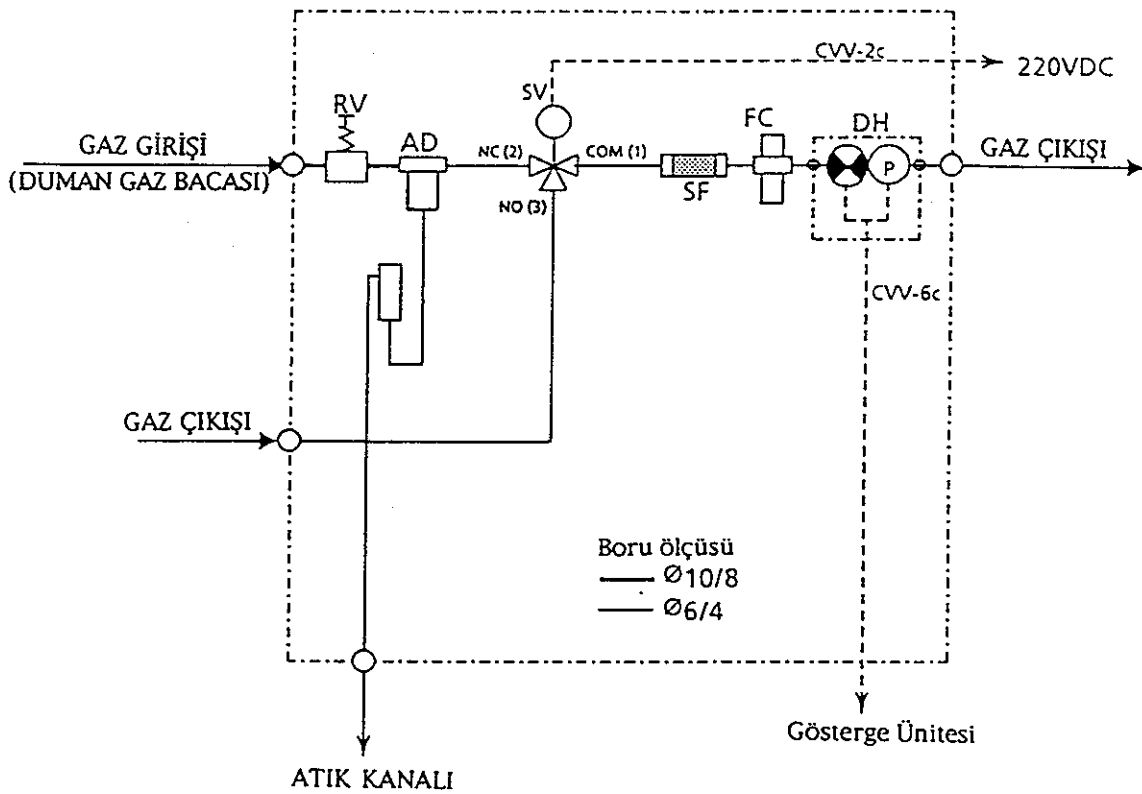 CVV-2c
220VDC
SV
RV
FC
DH
AD
GAZ GİRİŞİ
(DUMAN GAZ BACASI)
NC (2)
COM (1)
GAZ ÇIKIŞI
P
SF
NO (3)
CVV-6c
GAZ ÇIKIŞI
Boru ölçüsü
Ø10/8
Ø6/4
Gösterge Ünitesi
ATIK KANALI